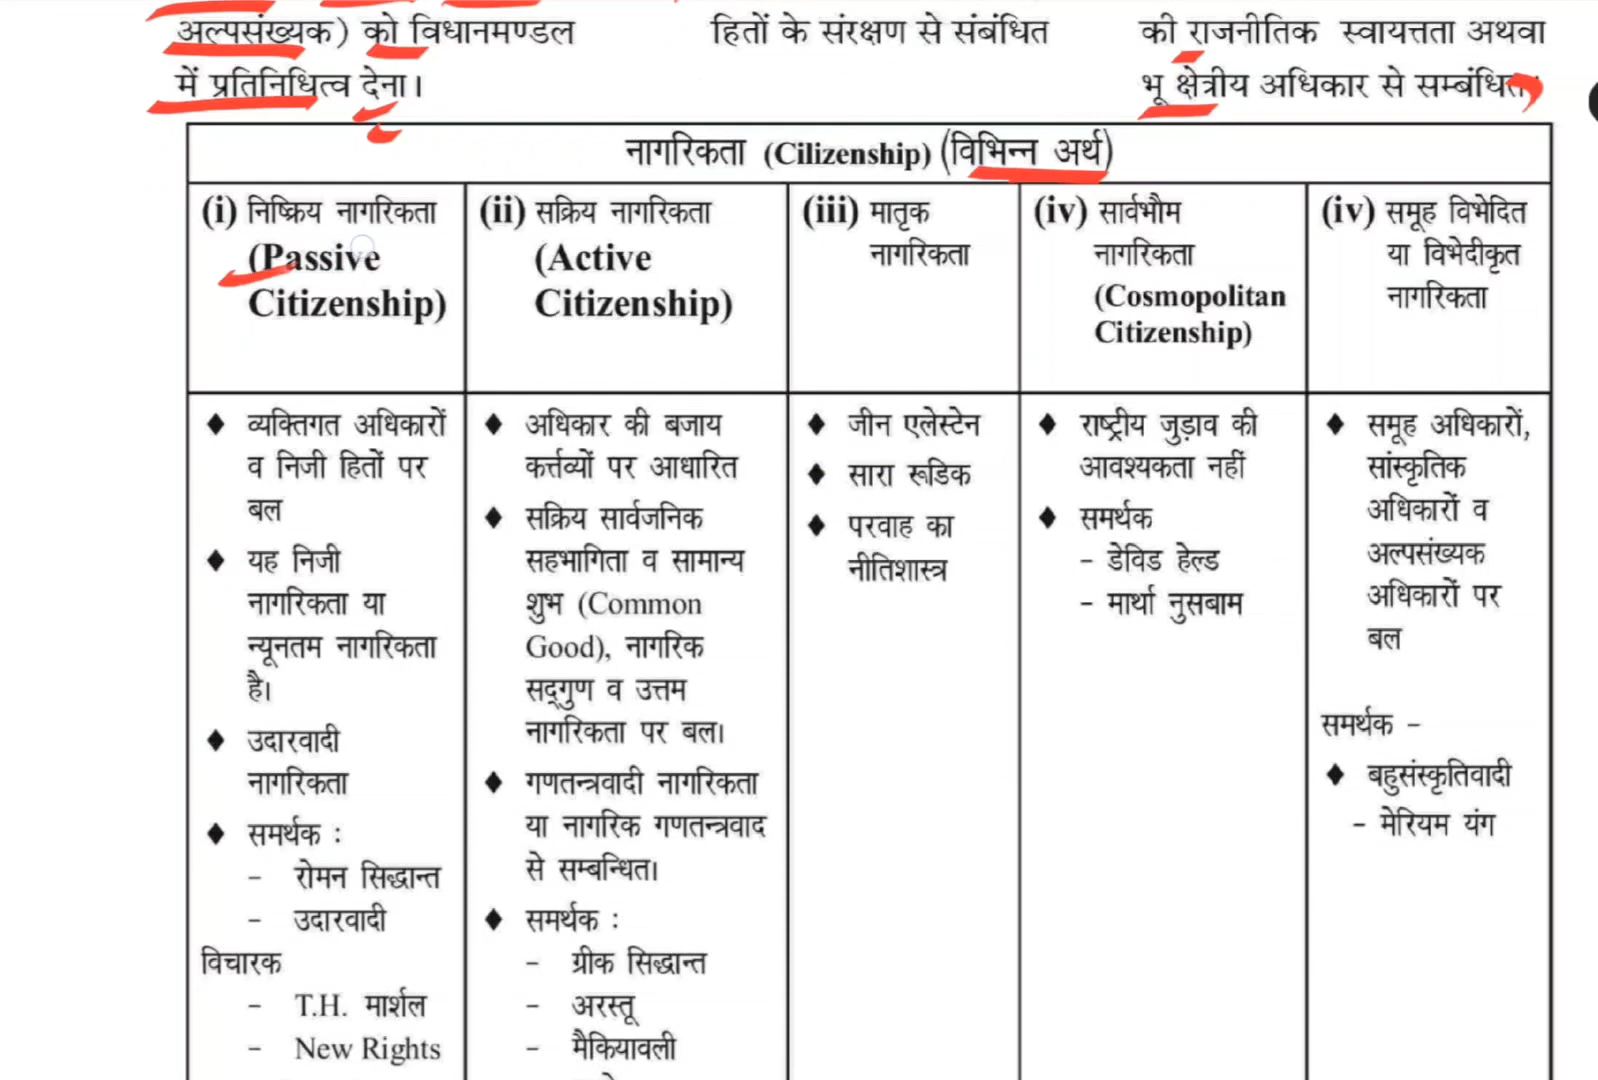 अल्पसंख्यक) को विधानमण्डल
में प्रतिनिधित्व देना।
हितों के संरक्षण से संबंधित
की राजनीतिक स्वायत्तता अथवा
भू क्षेत्रीय अधिकार से सम्बंधित
नागरिकता (Cilizenship) (विभिन्न अर्थ)
(i) निष्क्रिय नागरिकता
(Passive
Citizenship)
(ii) सक्रिय नागरिकता
(Active
Citizenship)
(iii) मातृक
नागरिकता
(iv) सार्वभौम
नागरिकता
(Cosmopolitan
Citizenship)
(iv) समूह विभेदित
या विभेदीकृत
नागरिकता
♦ व्यक्तिगत अधिकारों
व निजी हितों पर
बल
♦ यह निजी
नागरिकता या
न्यूनतम नागरिकता
है।
♦ उदारवादी
नागरिकता
♦ समर्थक :
- रोमन सिद्धान्त
- उदारवादी
विचारक
- T.H. मार्शल
- New Rights
♦ अधिकार की बजाय
कर्त्तव्यों पर आधारित
♦ सक्रिय सार्वजनिक
सहभागिता व सामान्य
शुभ (Common
Good), नागरिक
सद्‌गुण व उत्तम
नागरिकता पर बल।
♦ गणतन्त्रवादी नागरिकता
या नागरिक गणतन्त्रवाद
से सम्बन्धित।
♦ समर्थक :
- ग्रीक सिद्धान्त
- अरस्तू
- मैकियावली
♦ जीन एलेस्टेन
♦ सारा रूडिक
♦ परवाह का
नीतिशास्त्र
♦ राष्ट्रीय जुड़ाव की
आवश्यकता नहीं
♦ समर्थक
- डेविड हेल्ड
- मार्था नुसबाम
♦ समूह अधिकारों,
सांस्कृतिक
अधिकारों व
अल्पसंख्यक
अधिकारों पर
बल
समर्थक -
♦ बहुसंस्कृतिवादी
- मेरियम यंग